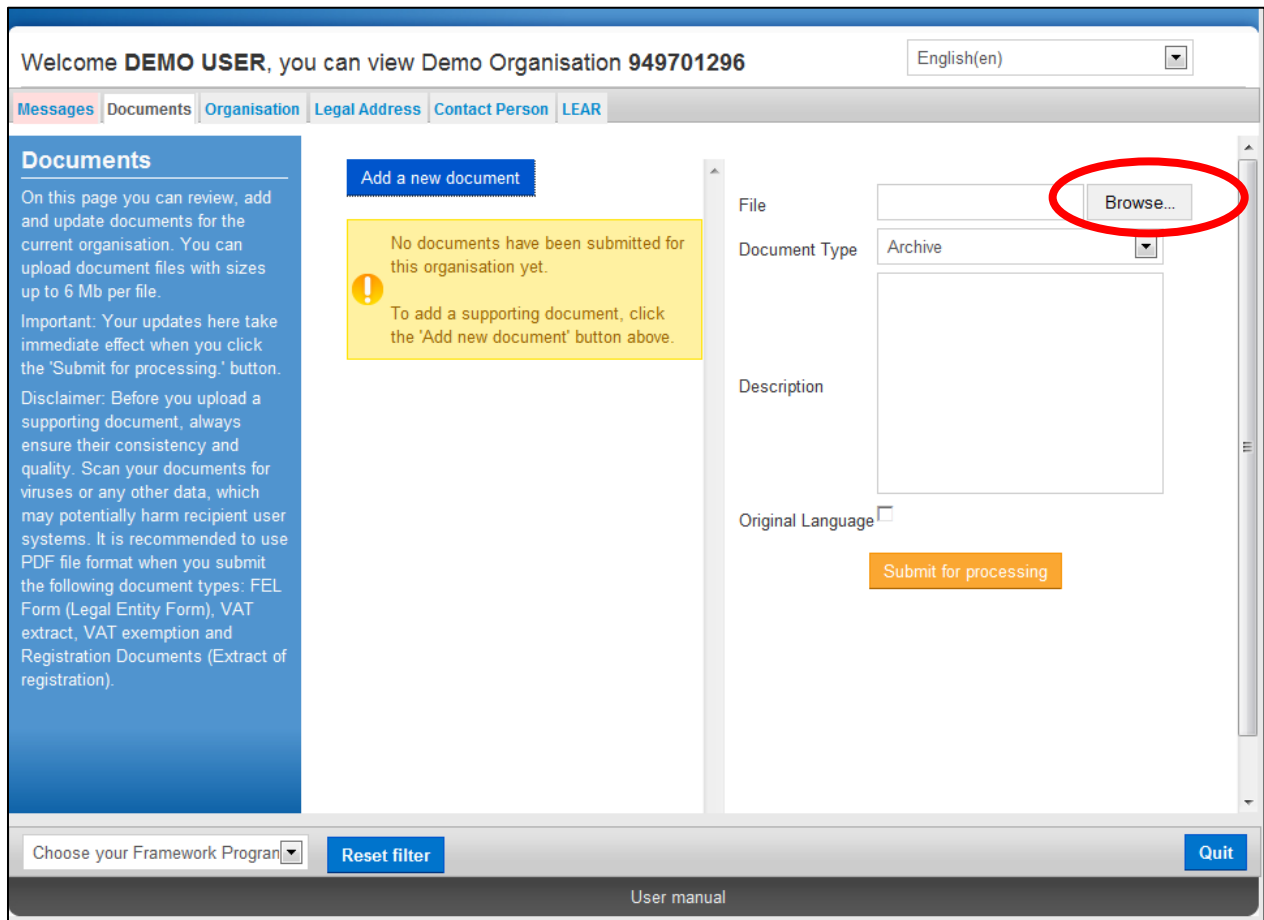 Welcome DEMO USER, you can view Demo Organisation 949701296
English(en)
Messages Documents Organisation Legal Address Contact Person LEAR
Documents
On this page you can review, add
and update documents for the
current organisation. You can
upload document files with sizes
up to 6 Mb per file.
Important: Your updates here take
immediate effect when you click
the 'Submit for processing.' button.
Disclaimer: Before you upload a
supporting document, always
ensure their consistency and
quality. Scan your documents for
viruses or any other data, which
may potentially harm recipient user
systems. It is recommended to use
PDF file format when you submit
the following document types: FEL
Form (Legal Entity Form), VAT
extract, VAT exemption and
Registration Documents (Extract of
registration).
Add a new document
No documents have been submitted for
this organisation yet.
To add a supporting document, click
the 'Add new document' button above.
File
Browse...
Document Type
Archive
Description
Original Language
Submit for processing
Choose your Framework Progran
Reset filter
Quit
User manual